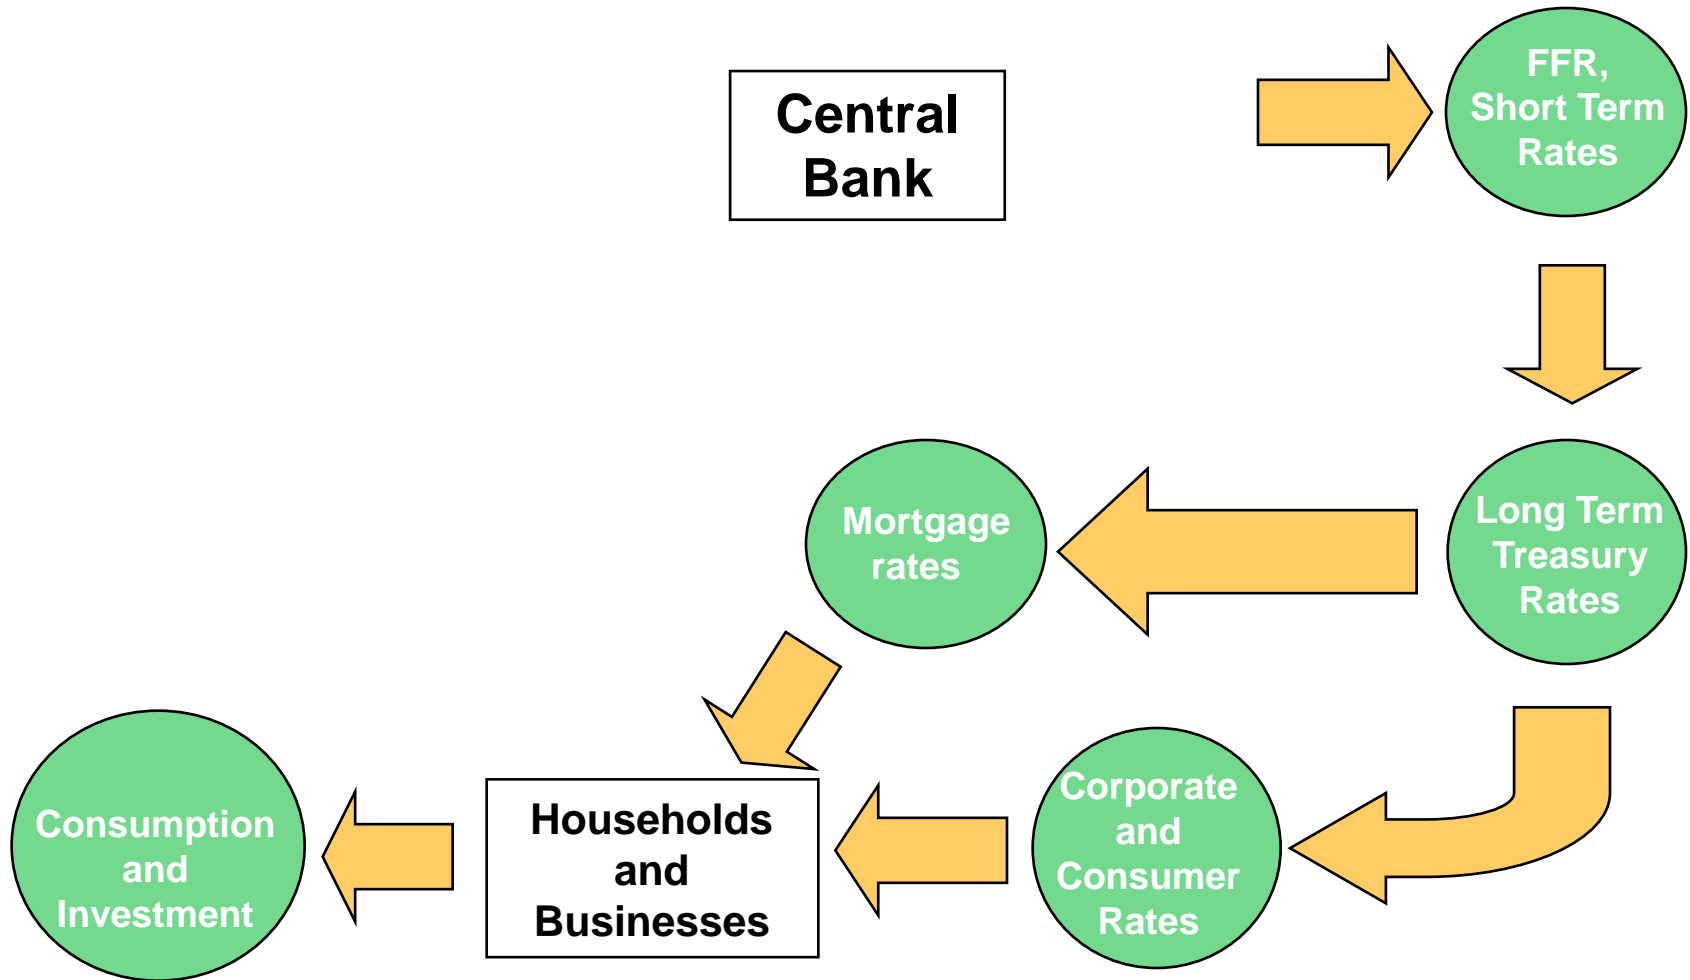 Central
Bank
FFR,
Short Term
Rates
Mortgage
rates
Long Term
Treasury
Rates
Consumption
and
Investment
Households
and
Businesses
Corporate
and
Consumer
Rates